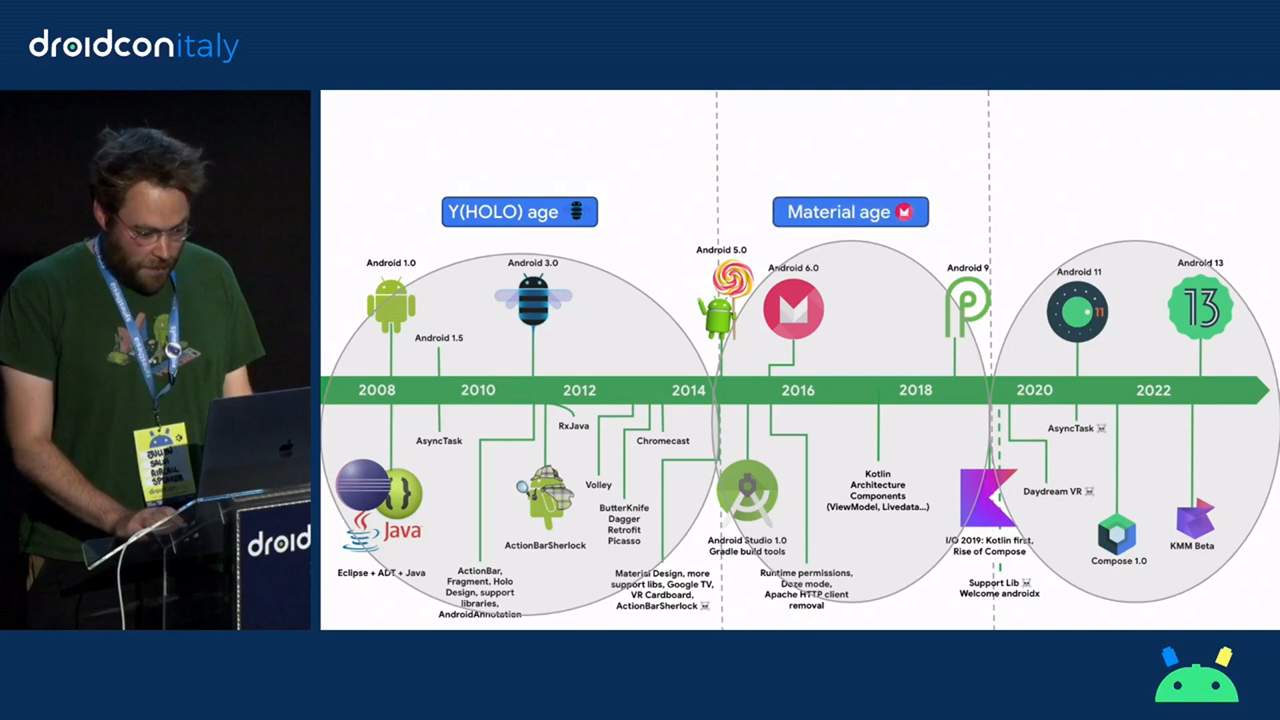 droidconitaly
Y(HOLO) age
Material age
Android 1.0
Android 3.0
Android 5.0
Android 6.0
Android 9
Android 11
11
Android 13
13
Android 1.5
2008
2010
2012
2014
2016
2018
2020
2022
AsyncTask
RxJava
Chromecast
AsyncTask
Volley
Kotlin
Architecture
Components
(ViewModel, Livedata...)
Daydream VR
ButterKnife
Dagger
Retrofit
Picasso
Java
ActionBarSherlock
Android Studio 1.0
Gradle build tools
I/O 2019: Kotlin first,
Rise of Compose
KMM Beta
Compose 1.0
Eclipse + ADT + Java
ActionBar,
Fragment, Holo
Design, support
libraries,
AndroidAnnotation
Material Design, more
support libs, Google TV,
VR Cardboard,
ActionBarSherlock
Runtime permissions,
Doze mode,
Apache HTTP client
removal
Support Lib
Welcome androidx
SPEAKER
droid